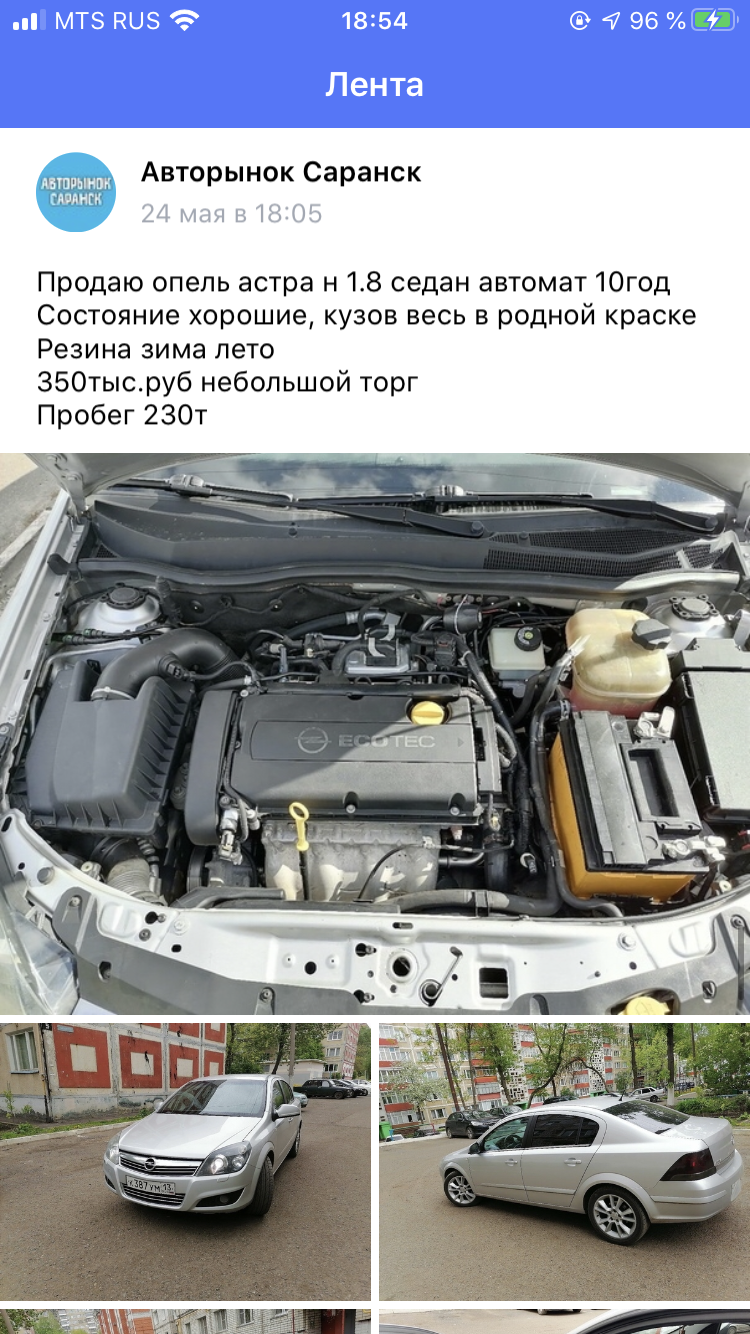 MTS RUS 18:54 96 %
Лента
АВТОРЫНОК
САРАНСК
Авторынок Саранск
24 мая в 18:05
Продаю опель астра н 1.8 седан автомат 10год
Состояние хорошие, кузов весь в родной краске
Резина зима лето
350тыс.руб небольшой торг
Пробег 230т
ECOTEC
К387УМ 13